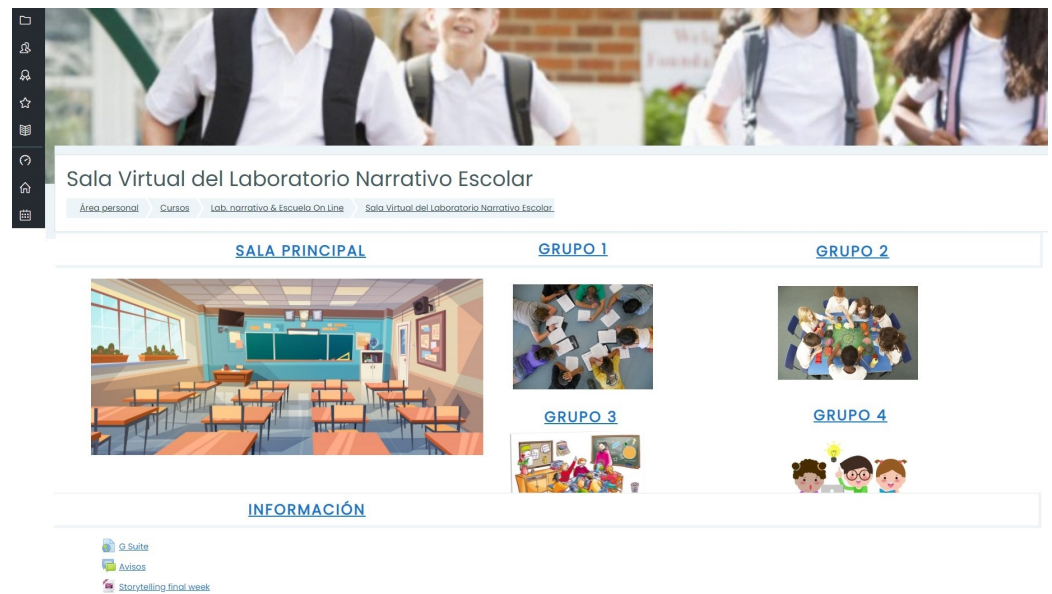 Sala Virtual del Laboratorio Narrativo Escolar
Área personal Cursos Lab. narrativo & Escuela On Line Sala Virtual del Laboratorio Narrativo Escolar
SALA PRINCIPAL
GRUPO 1
GRUPO 2
GRUPO 3
GRUPO 4
INFORMACIÓN
G Suite
Avisos
Storytelling final week